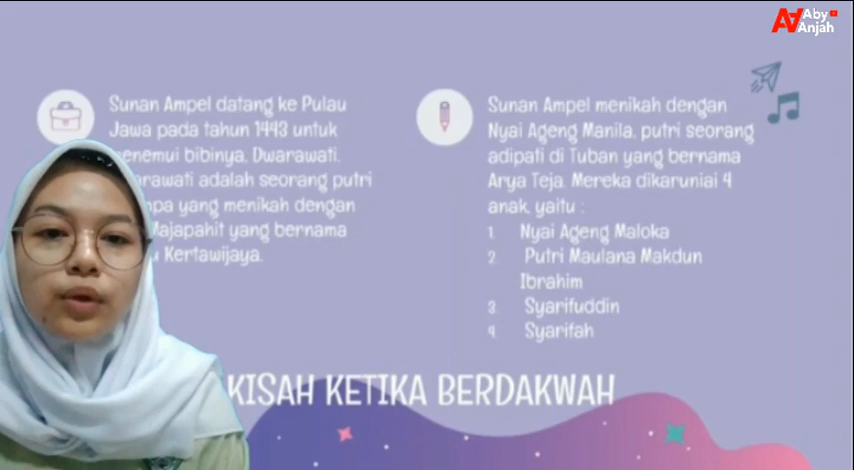 Aby
Anjah
Sunan Ampel datang ke Pulau
Jawa pada tahun 1443 untuk
menemui bibinya, Dwarawati.
adalah seorang putri
yang menikah dengan
Majapahit yang bernama
Kertawijaya.
Sunan Ampel menikah dengan
Nyai Ageng Manila, putri seorang
adipati di Tuban yang bernama
Arya Teja. Mereka dikaruniai 4
anak, yaitu :
1. Nyai Ageng Maloka
2. Putri Maulana Makdun
Ibrahim
3. Syarifuddin
4. Syarifah
KISAH KETIKA BERDAKWAH